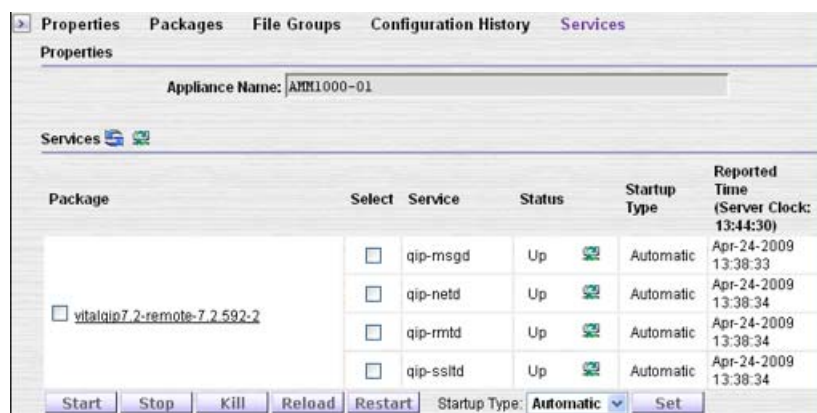 Properties Packages File Groups Configuration History Services
Properties
Appliance Name: AMM1000-01
Services
Package Select Service Status Startup Type Reported Time (Server Clock: 13:44:30)
vitalqip7.2-remote-7.2.592-2
qip-msgd Up Automatic Apr-24-2009 13:38:33
qip-netd Up Automatic Apr-24-2009 13:38:34
qip-rmtd Up Automatic Apr-24-2009 13:38:34
qip-ssltd Up Automatic Apr-24-2009 13:38:34
Start Stop Kill Reload Restart Startup Type: Automatic Set